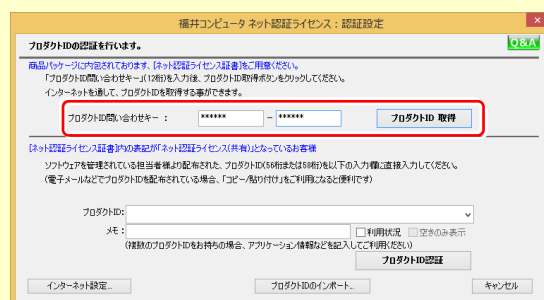 福井コンピュータ ネット認証ライセンス：認証設定
プロダクトIDの認証を行います。
Q&A
商品パッケージに内包されております、[ネット認証ライセンス証書]をご用意ください。
「プロダクトID問い合わせキー」(12桁)を入力後、プロダクトID取得ボタンをクリックしてください。
インターネットを通して、プロダクトIDを取得する事ができます。
プロダクトID問い合わせキー ： ****** － ****** プロダクトID 取得
[ネット認証ライセンス証書]内の表記が「ネット認証ライセンス(共有)」となっているお客様
ソフトウェアを管理されている担当者様より配布された、プロダクトID(56桁または58桁)を以下の入力欄に直接入力してください。
(電子メールなどでプロダクトIDを配布されている場合、「コピー/貼り付け」をご利用になると便利です)
プロダクトID:
メモ： 利用状況 空きのみ表示
(複数のプロダクトIDをお持ちの場合、アプリケーション情報などを記入してご利用ください)
プロダクトID認証
インターネット設定... プロダクトIDのインポート... キャンセル